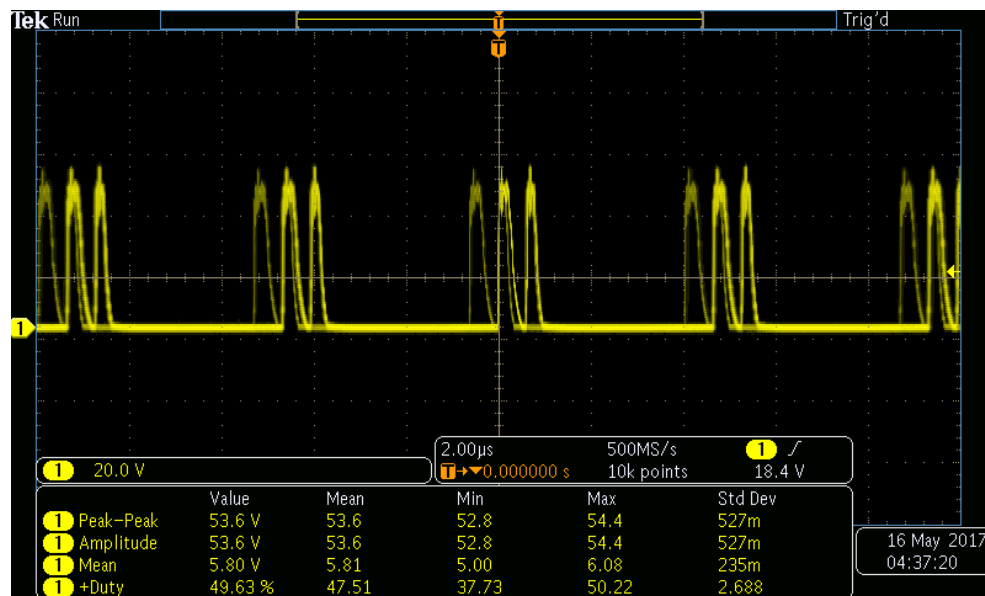 Tek Run Trig'd
T
T
1
2.00µs 500MS/s 1 /
1 20.0 V T→▼0.000000 s 10k points 18.4 V
Value Mean Min Max Std Dev
1 Peak-Peak 53.6 V 53.6 52.8 54.4 527m
1 Amplitude 53.6 V 53.6 52.8 54.4 527m
1 Mean 5.80 V 5.81 5.00 6.08 235m
1 +Duty 49.63 % 47.51 37.73 50.22 2.688
16 May 2017
04:37:20